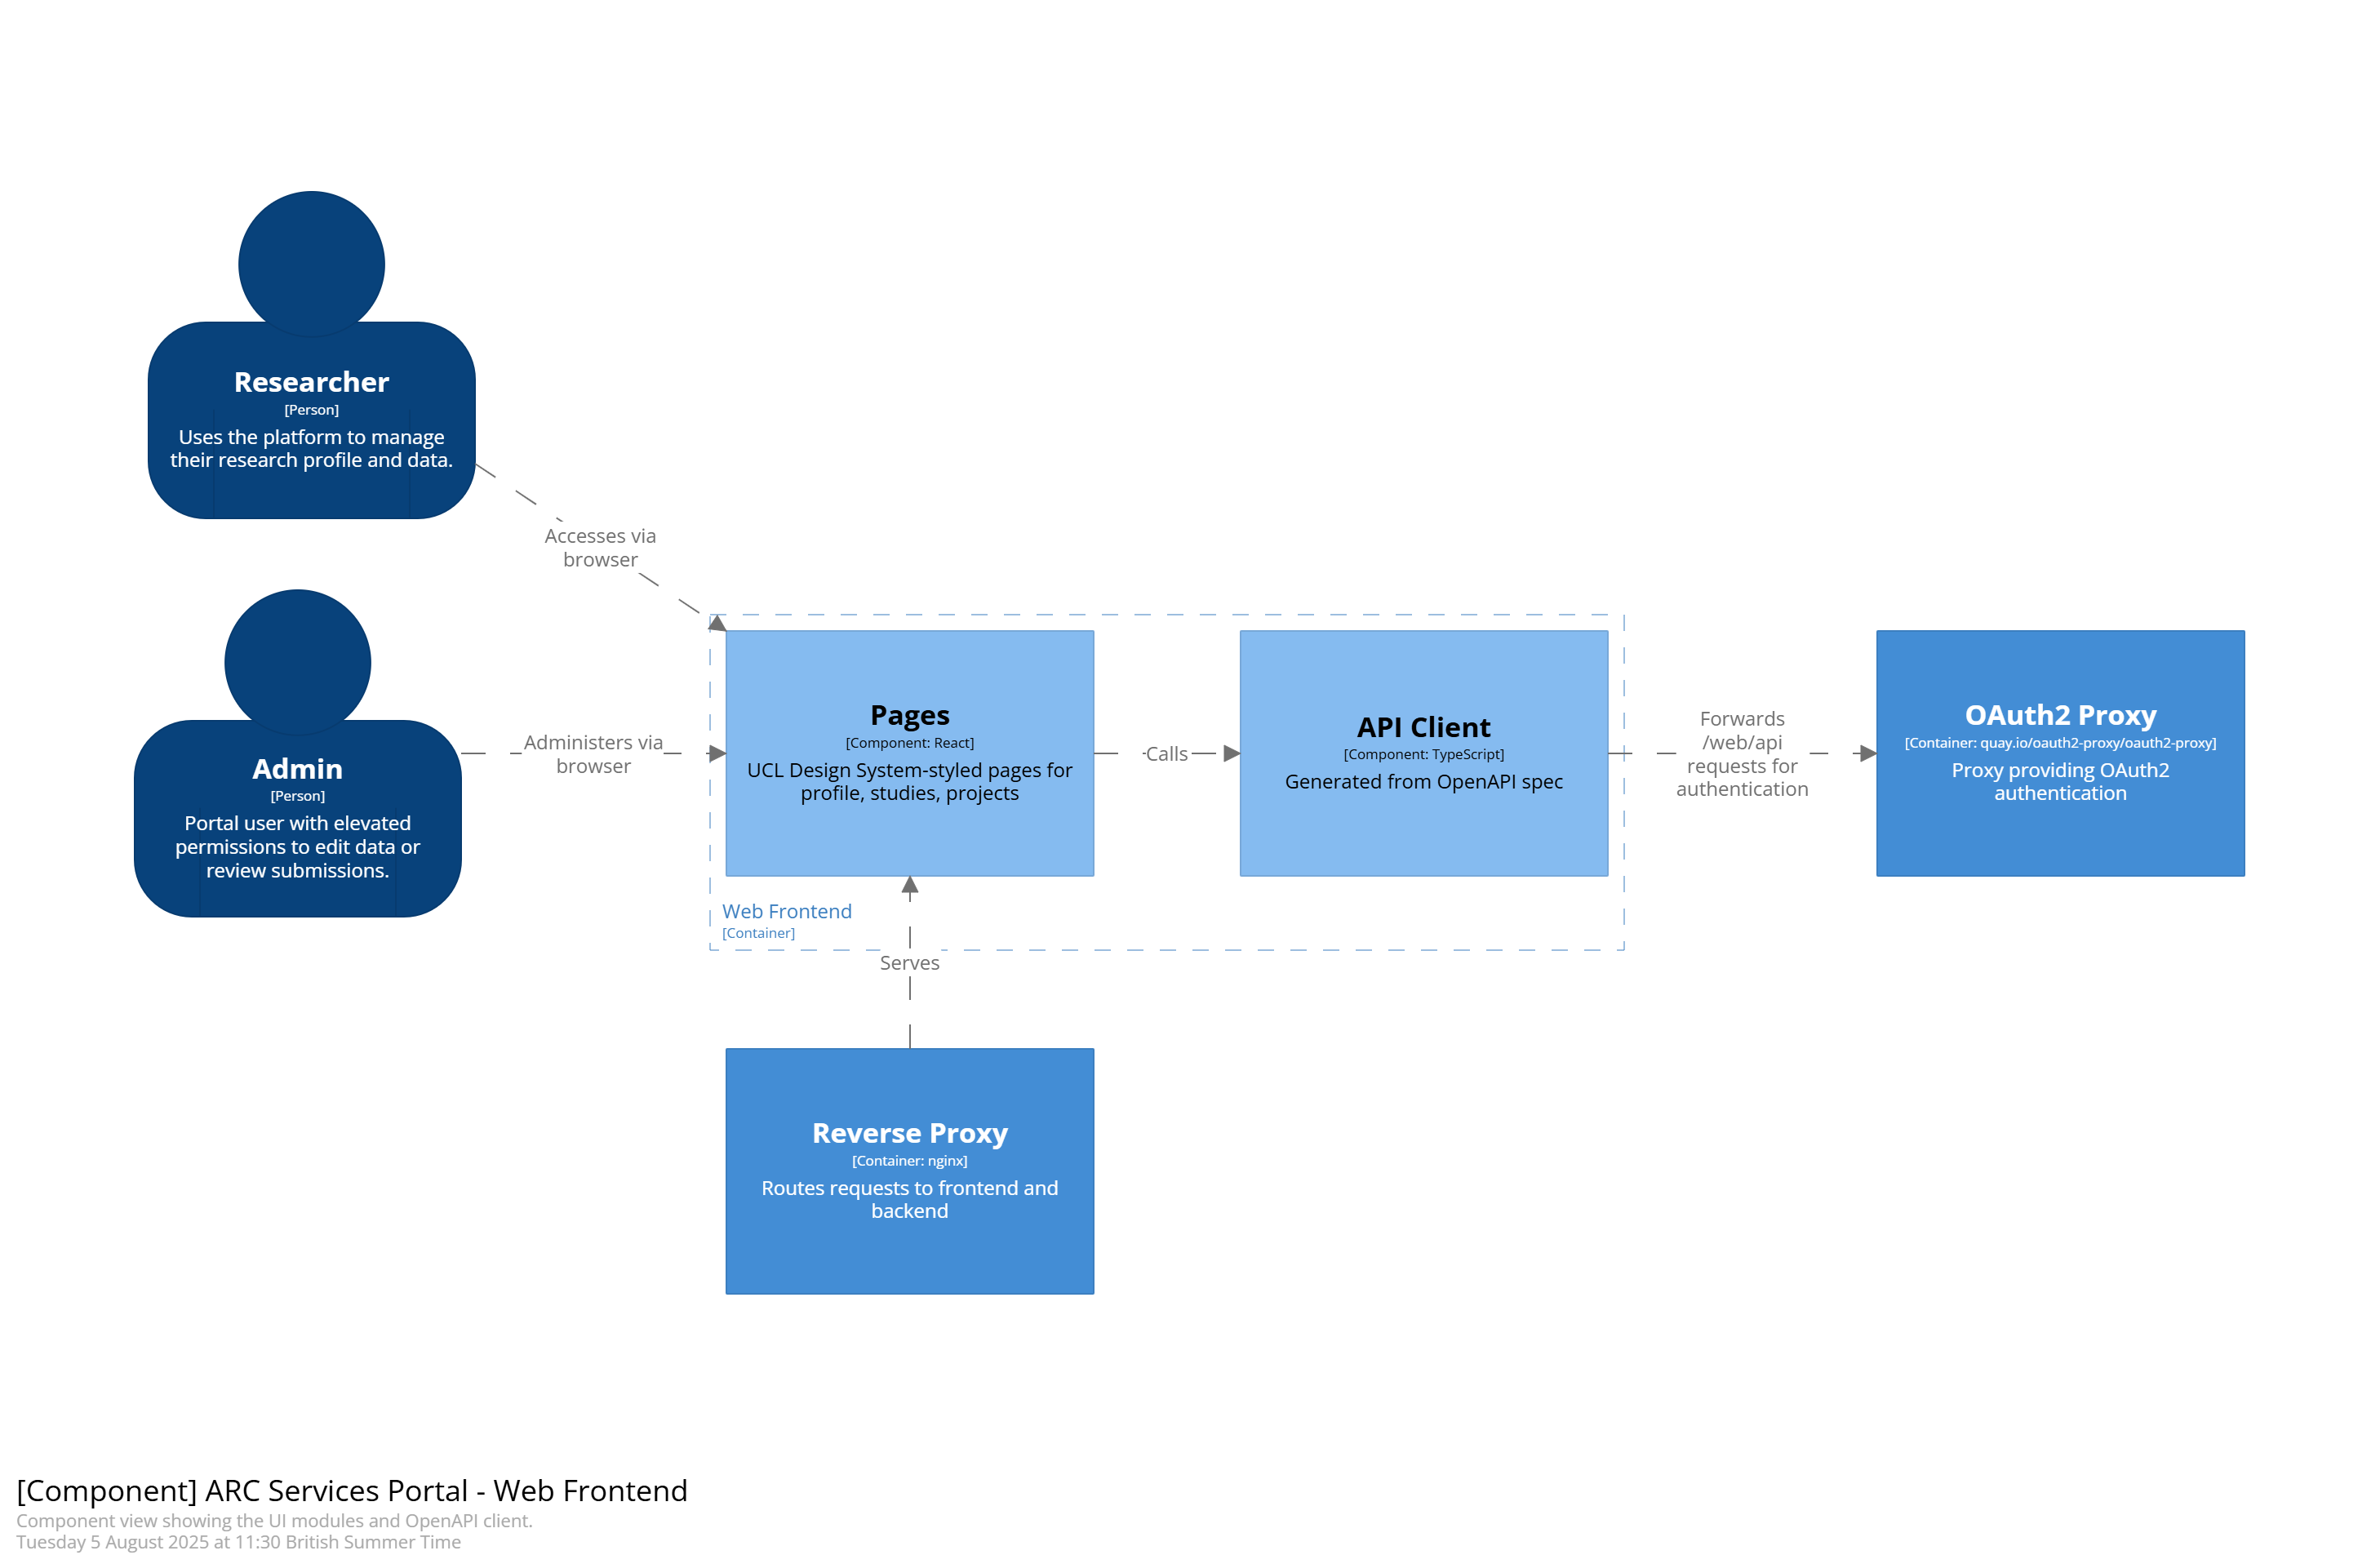 Researcher
[Person]
Uses the platform to manage
their research profile and data.
Accesses via
browser
Admin
[Person]
Portal user with elevated
permissions to edit data or
review submissions.
Administers via
browser
Pages
[Component: React]
UCL Design System-styled pages for
profile, studies, projects
Calls
API Client
[Component: TypeScript]
Generated from OpenAPI spec
Forwards
/web/api
requests for
authentication
OAuth2 Proxy
[Container: quay.io/oauth2-proxy/oauth2-proxy]
Proxy providing OAuth2
authentication
Web Frontend
[Container]
Serves
Reverse Proxy
[Container: nginx]
Routes requests to frontend and
backend
[Component] ARC Services Portal - Web Frontend
Component view showing the UI modules and OpenAPI client.
Tuesday 5 August 2025 at 11:30 British Summer Time